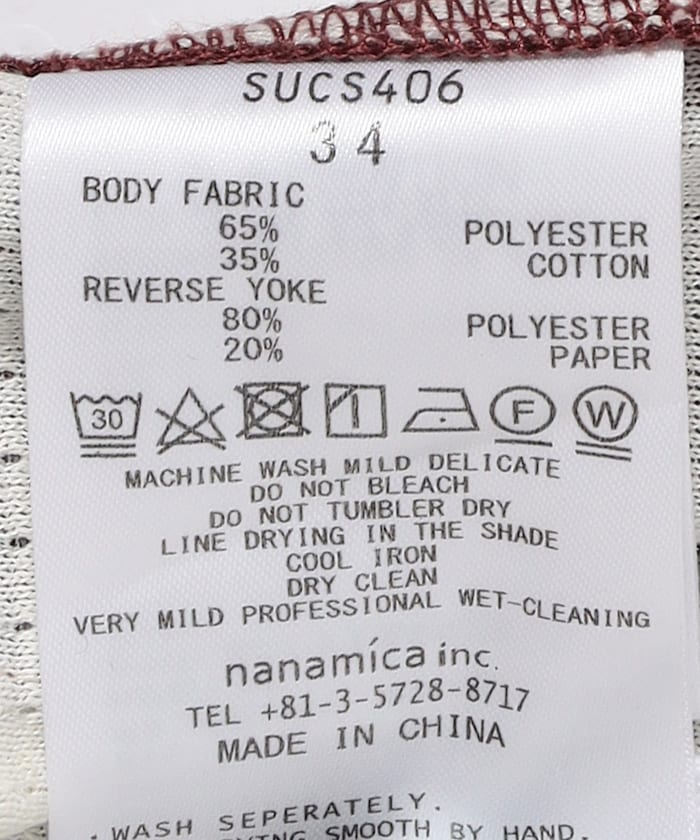 SUCS406
34
BODY FABRIC
65% POLYESTER
35% COTTON
REVERSE YOKE
80% POLYESTER
20% PAPER
30 F W
MACHINE WASH MILD DELICATE
DO NOT BLEACH
DO NOT TUMBLER DRY
LINE DRYING IN THE SHADE
COOL IRON
DRY CLEAN
VERY MILD PROFESSIONAL WET-CLEANING
nanamica inc.
TEL +81-3-5728-8717
MADE IN CHINA
・WASH SEPERATELY.
SMOOTH BY HAND.